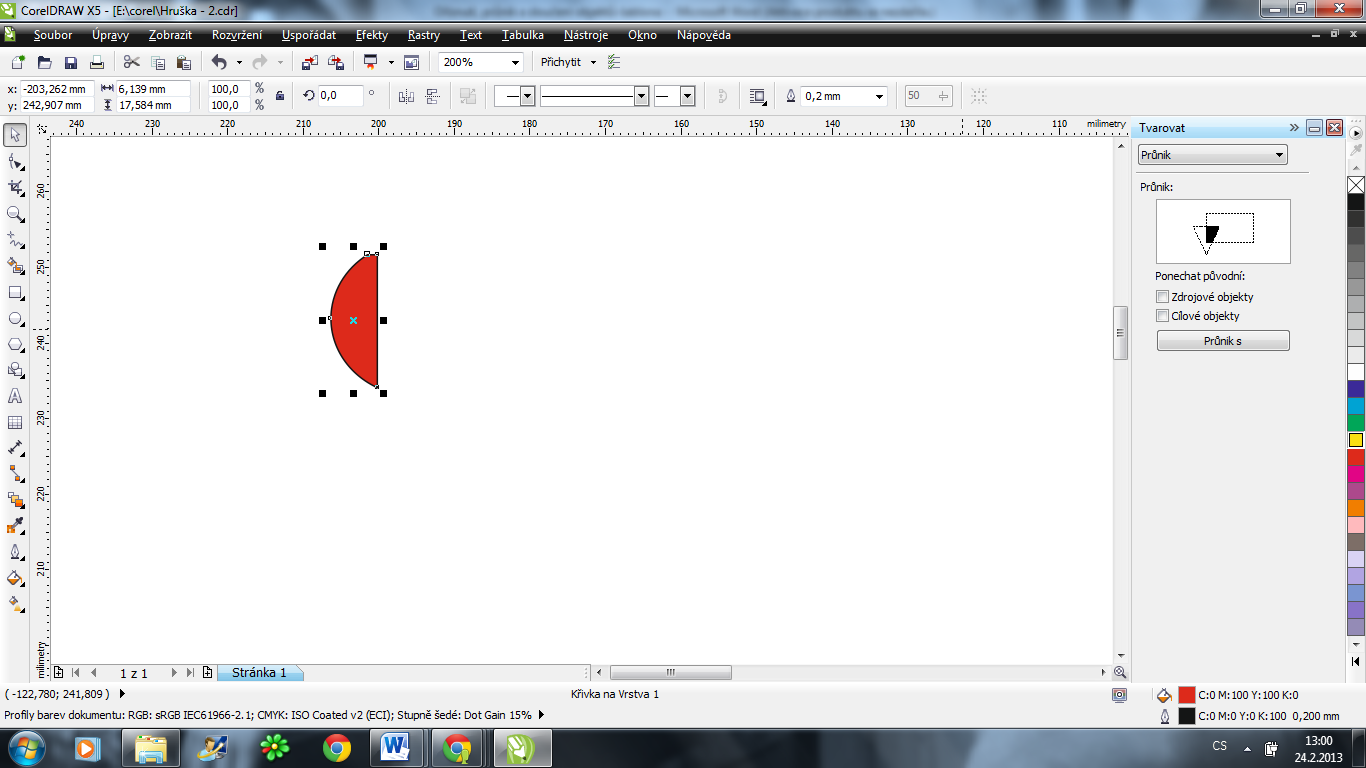 CorelDRAW X5 - [E:\corel\Hruška - 2.cdr]
Soubor Úpravy Zobrazit Rozvržení Uspořádat Efekty Rastry Text Tabulka Nástroje Okno Nápověda
200% Přichytit
x: -203,262 mm 6,139 mm 100,0 % 0,0 ° 0,2 mm 50
y: 242,907 mm 17,584 mm 100,0 %
240 230 220 210 200 190 180 170 160 150 140 130 120 110 milimetry
260
250
240
230
220
210
milimetry
Tvarovat
Průnik
Průnik:
Ponechat původní:
Zdrojové objekty
Cílové objekty
Průnik s
1 z 1 Stránka 1
( -122,780; 241,809 ) Křivka na Vrstva 1 C:0 M:100 Y:100 K:0
Profily barev dokumentu: RGB: sRGB IEC61966-2.1; CMYK: ISO Coated v2 (ECI); Stupně šedé: Dot Gain 15% C:0 M:0 Y:0 K:100 0,200 mm
CS 13:00
24.2.2013